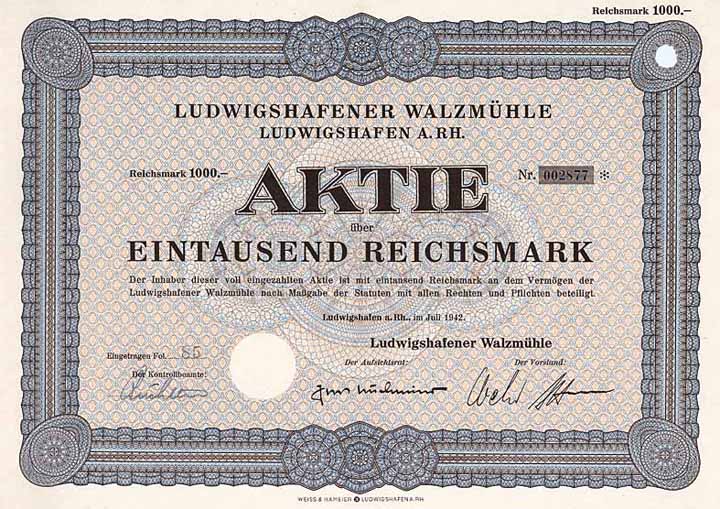 Reichsmark 1000.–
LUDWIGSHAFENER WALZMÜHLE
LUDWIGSHAFEN A. RH.
Reichsmark 1000.–
AKTIE
Nr. 002877 *
über
EINTAUSEND REICHSMARK
Der Inhaber dieser voll eingezahlten Aktie ist mit eintausend Reichsmark an dem Vermögen der
Ludwigshafener Walzmühle nach Maßgabe der Statuten mit allen Rechten und Pflichten beteiligt.
Ludwigshafen a. Rh., im Juli 1942.
Ludwigshafener Walzmühle
Eingetragen Fol. 85
Der Aufsichtsrat: Der Vorstand:
Der Kontrollbeamte:
WEISS & HAMEIER LUDWIGSHAFEN A. RH.